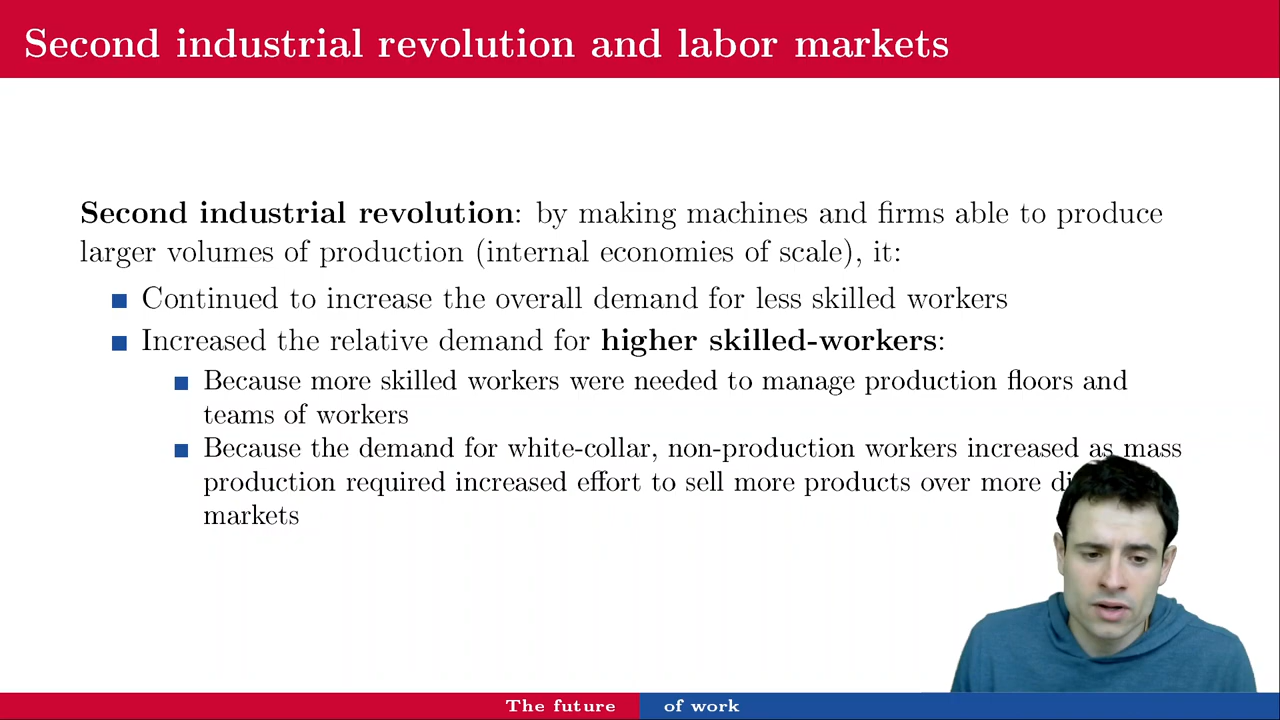 Second industrial revolution and labor markets
Second industrial revolution: by making machines and firms able to produce
larger volumes of production (internal economies of scale), it:
Continued to increase the overall demand for less skilled workers
Increased the relative demand for higher skilled-workers:
Because more skilled workers were needed to manage production floors and
teams of workers
Because the demand for white-collar, non-production workers increased as mass
production required increased effort to sell more products over more
markets
The future of work